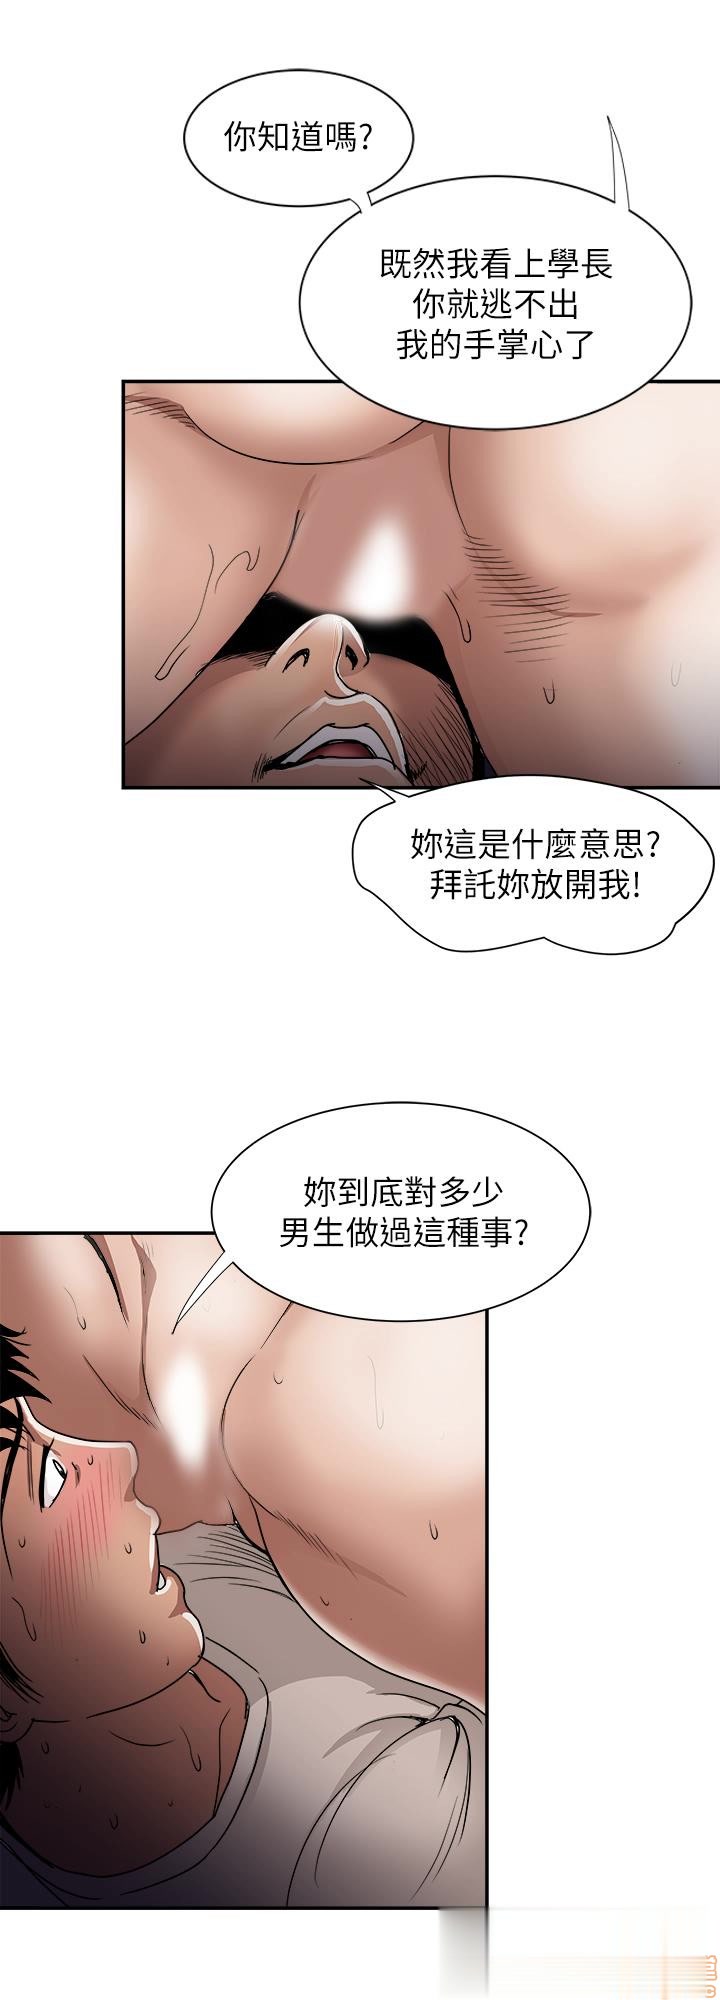 你知道嗎?
既然我看上學長
你就逃不出
我的手掌心了
妳這是什麼意思?
拜託妳放開我!
妳到底對多少
男生做過這種事?